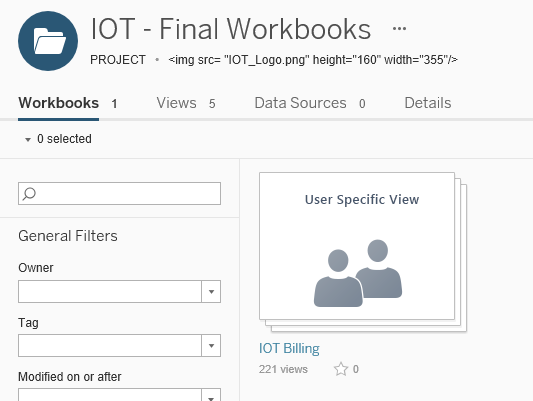 IOT - Final Workbooks ...
PROJECT • <img src= "IOT_Logo.png" height="160" width="355"/>
Workbooks 1 Views 5 Data Sources 0 Details
0 selected
General Filters
Owner
Tag
Modified on or after
User Specific View
IOT Billing
221 views 0